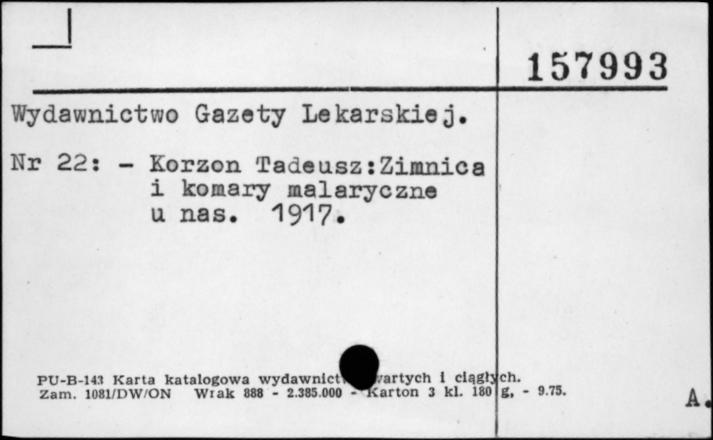 157993
Wydawnictwo Gazety Lekarskiej.
Nr 22: - Korzon Tadeusz:Zimnica
i komary malaryczne
u nas. 1917.
PU-B-143 Karta katalogowa wydawnict wartych i ciągłych.
Zam. 1081/DW/ON Wrak 888 - 2.385.000 - Karton 3 kl. 180 g, - 9.75.
A.